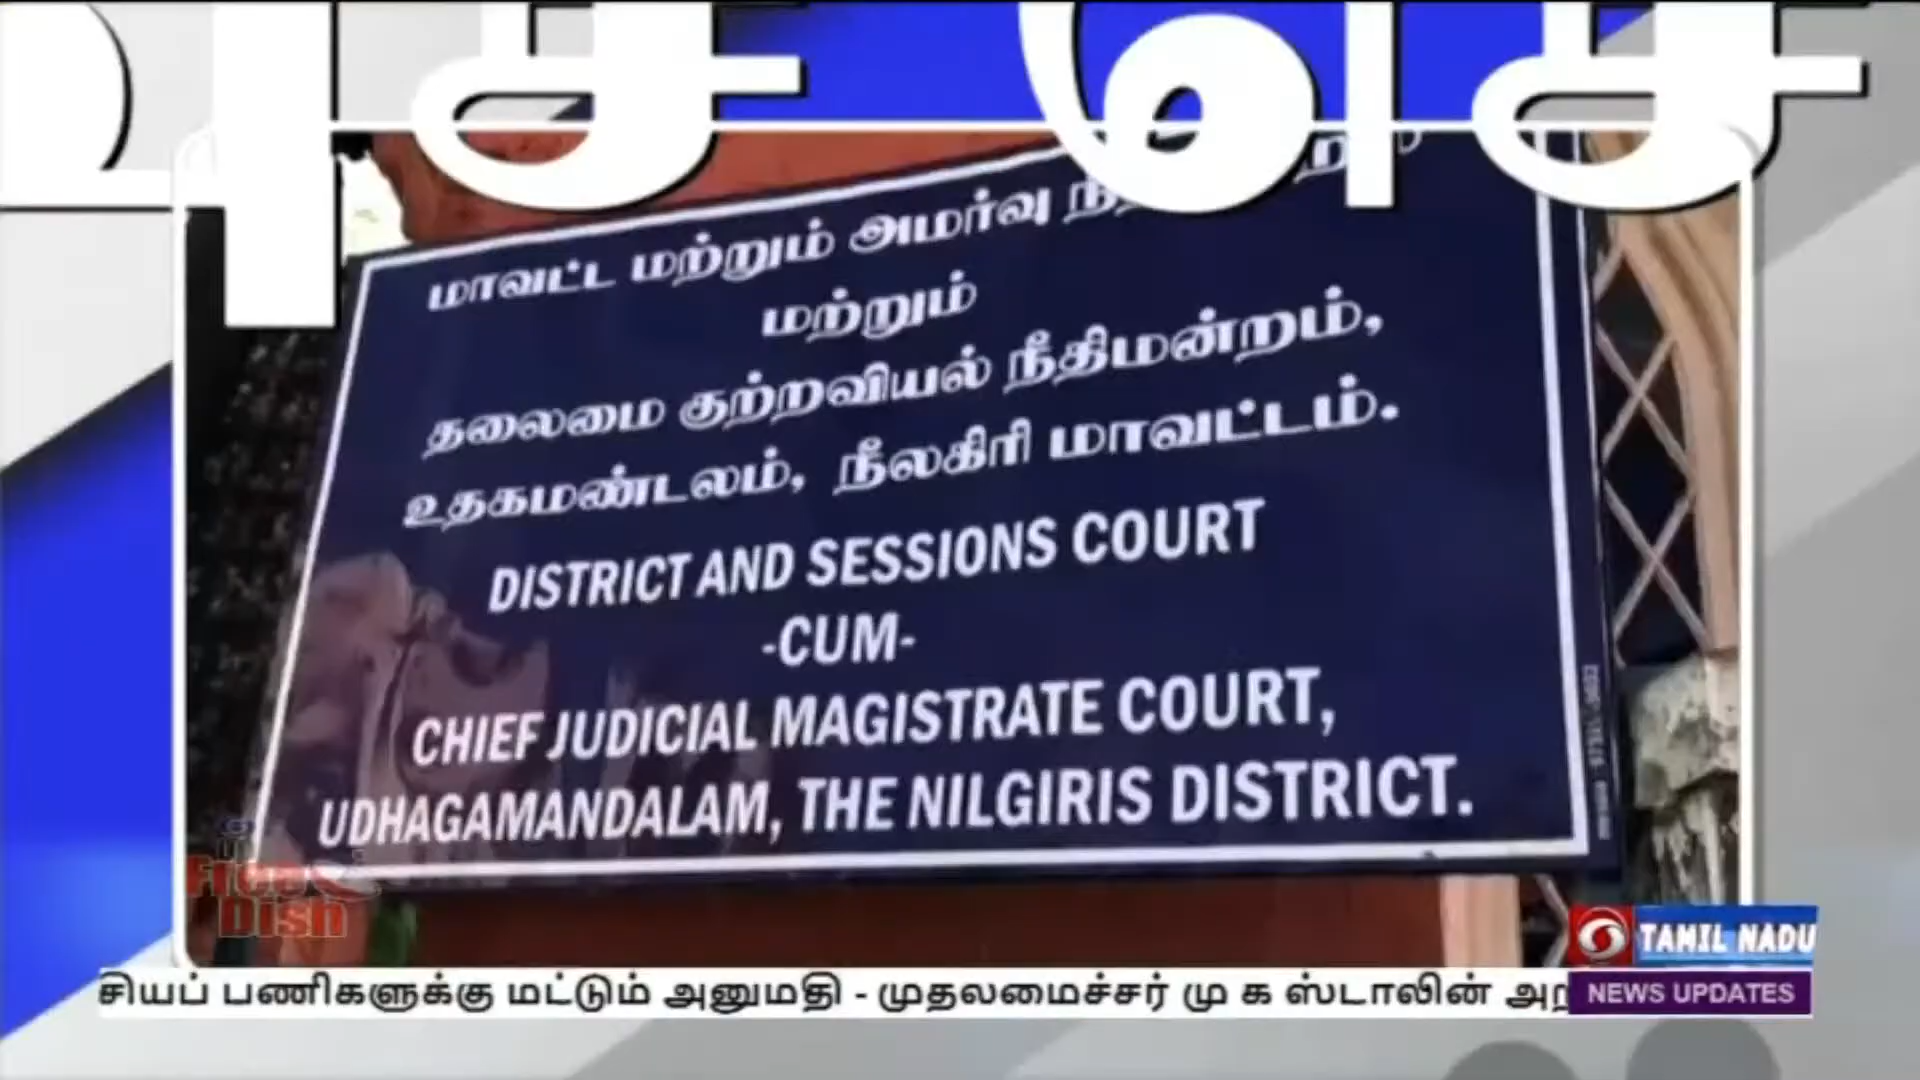 மாவட்ட மற்றும் அமர்வு
மற்றும்
தலைமை குற்றவியல் நீதிமன்றம்,
உதகமண்டலம், நீலகிரி மாவட்டம்.
DISTRICT AND SESSIONS COURT
-CUM-
CHIEF JUDICIAL MAGISTRATE COURT,
UDHAGAMANDALAM, THE NILGIRIS DISTRICT.
Free
Dish
TAMIL NADU
சியப் பணிகளுக்கு மட்டும் அனுமதி - முதலமைச்சர் மு க ஸ்டாலின்
NEWS UPDATES